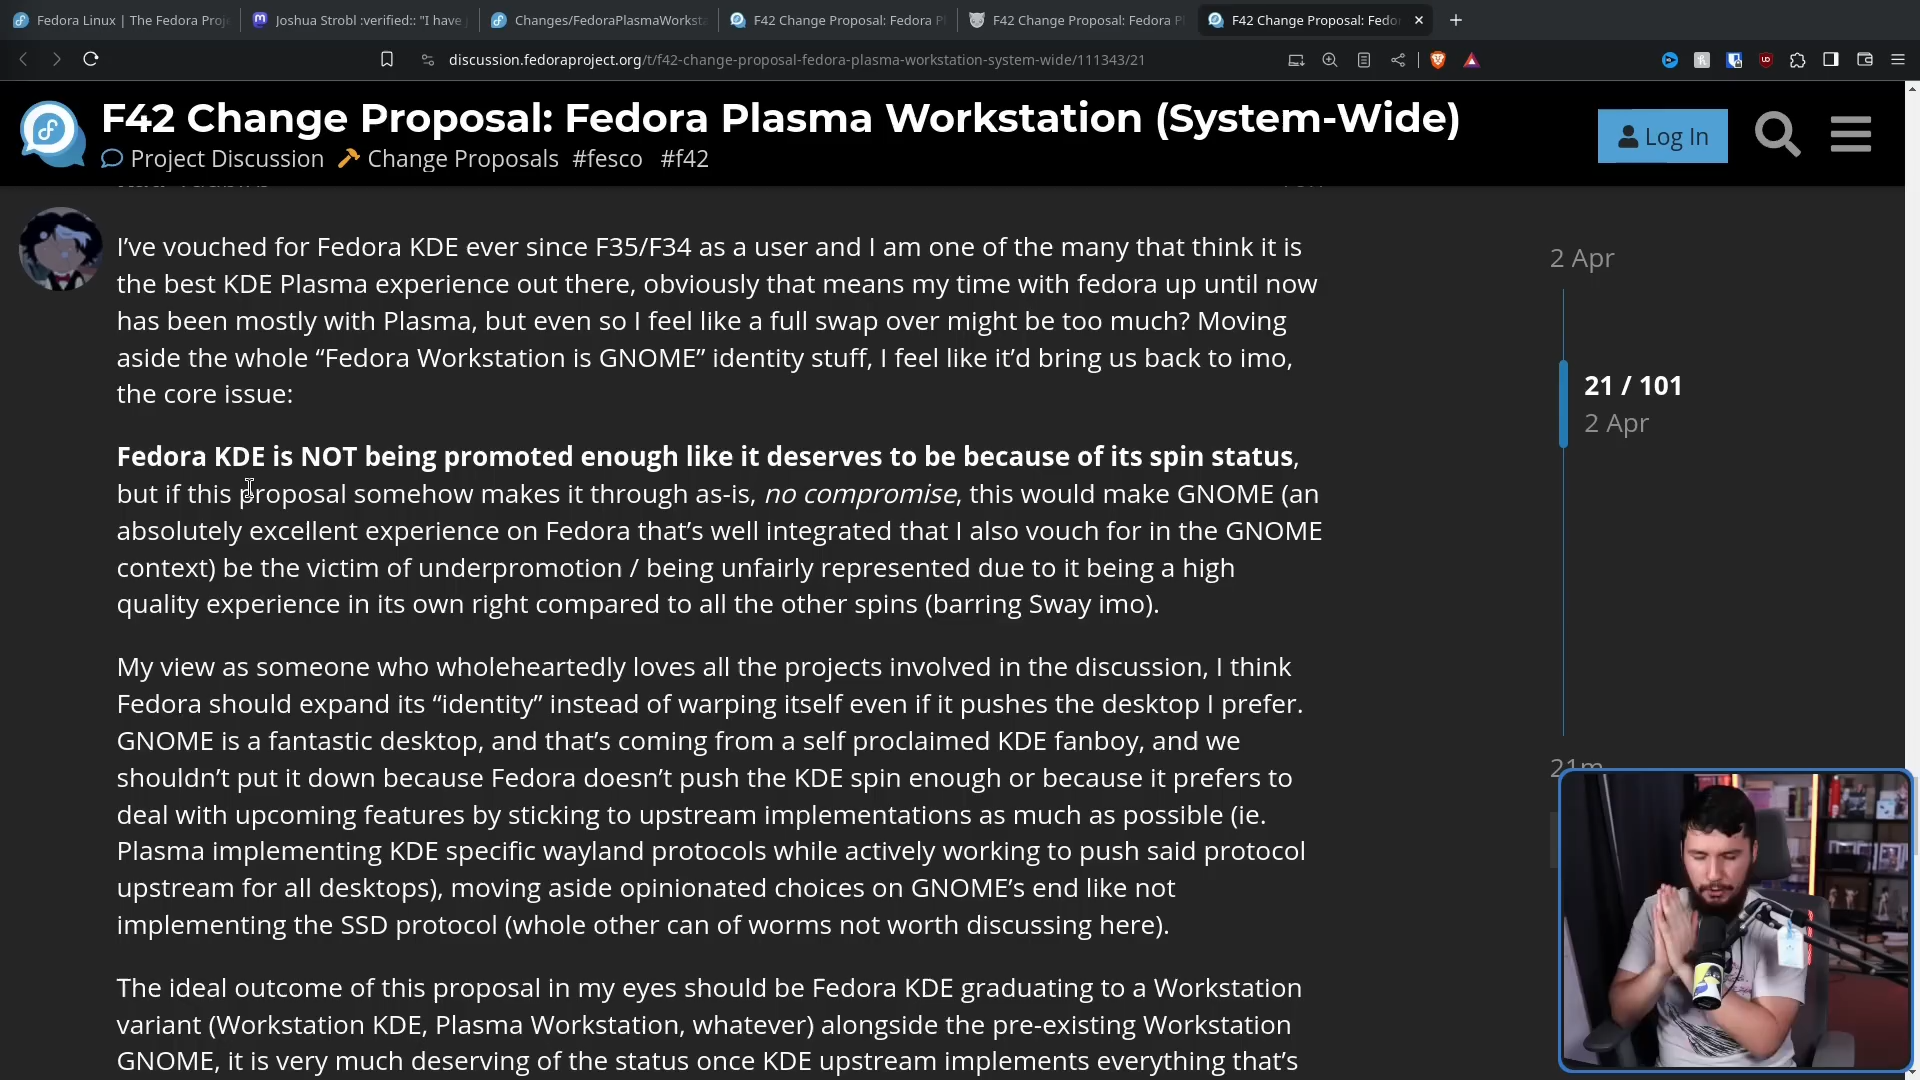 Fedora Linux | The Fedora Proj
Joshua Strobl :verified:: "I have
Changes/FedoraPlasmaWorksta
F42 Change Proposal: Fedora Pl
F42 Change Proposal: Fedora Pl
F42 Change Proposal: Fedo
discussion.fedoraproject.org/t/f42-change-proposal-fedora-plasma-workstation-system-wide/111343/21
F42 Change Proposal: Fedora Plasma Workstation (System-Wide)
Project Discussion Change Proposals #fesco #f42
Log In
I’ve vouched for Fedora KDE ever since F35/F34 as a user and I am one of the many that think it is
the best KDE Plasma experience out there, obviously that means my time with fedora up until now
has been mostly with Plasma, but even so I feel like a full swap over might be too much? Moving
aside the whole “Fedora Workstation is GNOME” identity stuff, I feel like it’d bring us back to imo,
the core issue:
Fedora KDE is NOT being promoted enough like it deserves to be because of its spin status,
but if this proposal somehow makes it through as-is, no compromise, this would make GNOME (an
absolutely excellent experience on Fedora that’s well integrated that I also vouch for in the GNOME
context) be the victim of underpromotion / being unfairly represented due to it being a high
quality experience in its own right compared to all the other spins (barring Sway imo).
My view as someone who wholeheartedly loves all the projects involved in the discussion, I think
Fedora should expand its “identity” instead of warping itself even if it pushes the desktop I prefer.
GNOME is a fantastic desktop, and that’s coming from a self proclaimed KDE fanboy, and we
shouldn’t put it down because Fedora doesn’t push the KDE spin enough or because it prefers to
deal with upcoming features by sticking to upstream implementations as much as possible (ie.
Plasma implementing KDE specific wayland protocols while actively working to push said protocol
upstream for all desktops), moving aside opinionated choices on GNOME’s end like not
implementing the SSD protocol (whole other can of worms not worth discussing here).
The ideal outcome of this proposal in my eyes should be Fedora KDE graduating to a Workstation
variant (Workstation KDE, Plasma Workstation, whatever) alongside the pre-existing Workstation
GNOME, it is very much deserving of the status once KDE upstream implements everything that’s
2 Apr
21 / 101
2 Apr
21m